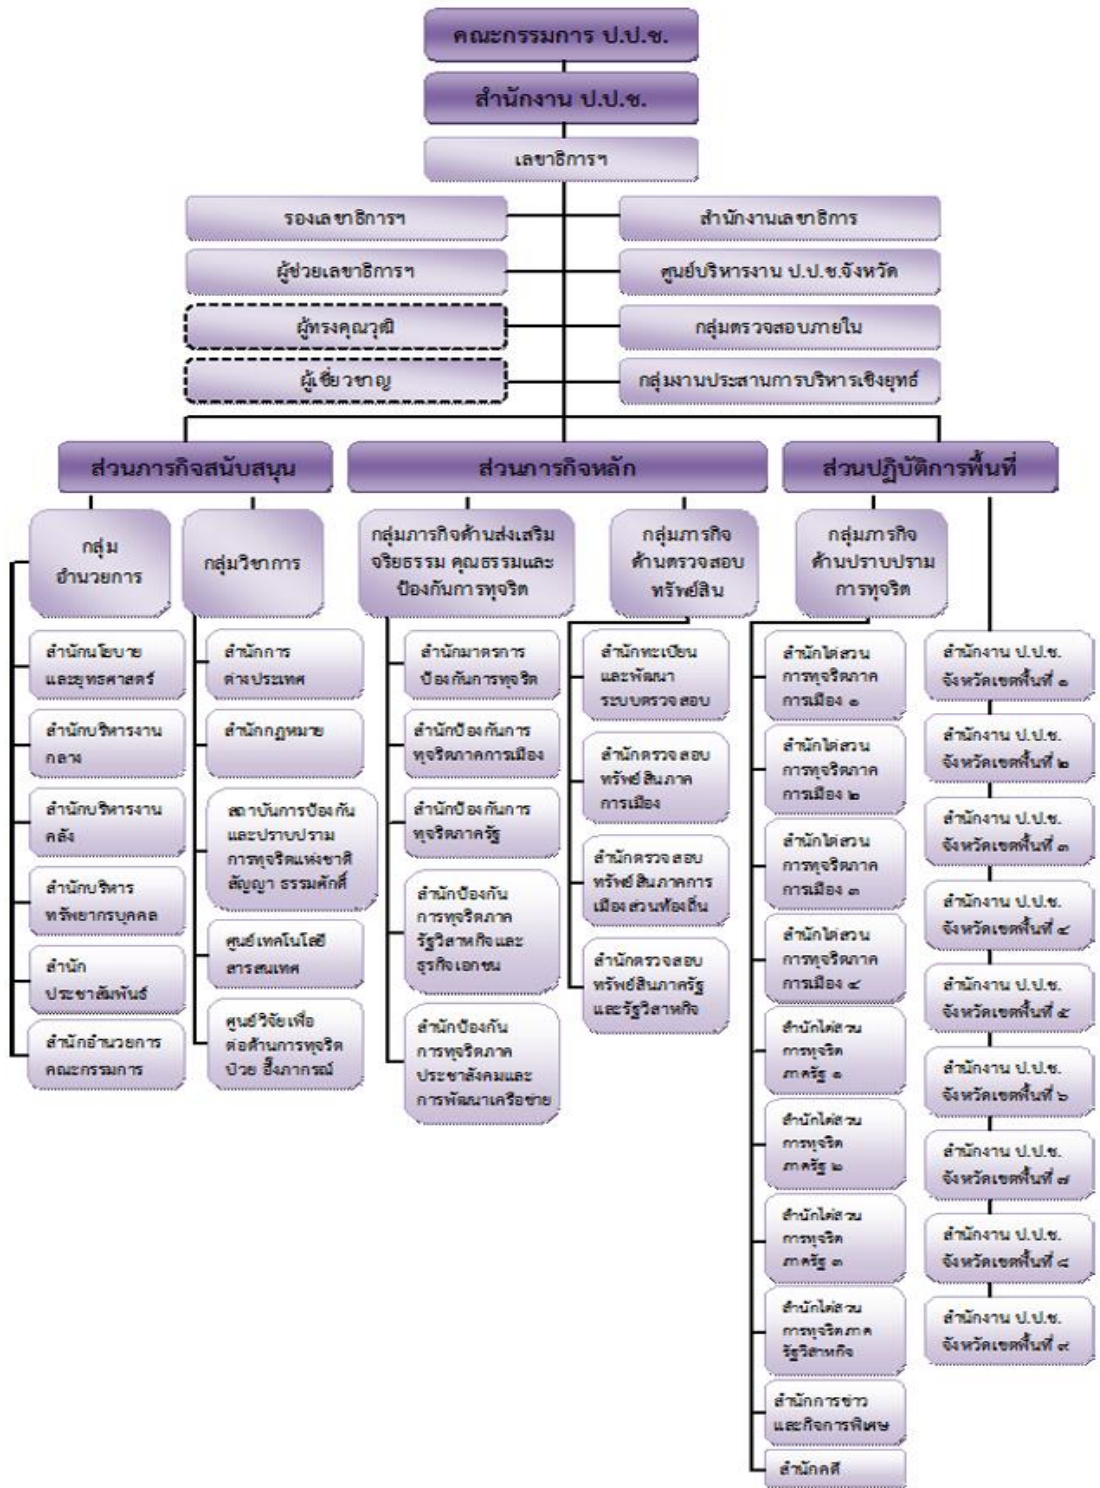 คณะกรรมการ ป.ป.ช.
สำนักงาน ป.ป.ช.
เลขาธิการฯ
รองเลขาธิการฯ
สำนักงานเลขาธิการ
ผู้ช่วยเลขาธิการฯ
ศูนย์บริหารงาน ป.ป.ช.จังหวัด
ผู้ทรงคุณวุฒิ
กลุ่มตรวจสอบภายใน
ผู้เชี่ยวชาญ
กลุ่มงานประสานการบริหารเชิงยุทธ์
ส่วนภารกิจสนับสนุน
ส่วนภารกิจหลัก
ส่วนปฏิบัติการพื้นที่
กลุ่ม
อำนวยการ
สำนักนโยบาย
และยุทธศาสตร์
สำนักบริหารงาน
กลาง
สำนักบริหารงาน
คลัง
สำนักบริหาร
ทรัพยากรบุคคล
สำนัก
ประชาสัมพันธ์
สำนักอำนวยการ
คณะกรรมการ
กลุ่มวิชาการ
สำนักการ
ต่างประเทศ
สำนักกฎหมาย
สถาบันการป้องกัน
และปราบปราม
การทุจริตแห่งชาติ
สัญญา ธรรมศักดิ์
ศูนย์เทคโนโลยี
สารสนเทศ
ศูนย์วิจัยเพื่อ
ต่อต้านการทุจริต
ป๋วย อึ๊งภากรณ์
กลุ่มภารกิจด้านส่งเสริม
จริยธรรม คุณธรรมและ
ป้องกันการทุจริต
สำนักมาตรการ
ป้องกันการทุจริต
สำนักป้องกันการ
ทุจริตภาคการเมือง
สำนักป้องกันการ
ทุจริตภาครัฐ
สำนักป้องกัน
การทุจริตภาค
รัฐวิสาหกิจและ
ธุรกิจเอกชน
สำนักป้องกัน
การทุจริตภาค
ประชาสังคมและ
การพัฒนาเครือข่าย
กลุ่มภารกิจ
ด้านตรวจสอบ
ทรัพย์สิน
สำนักทะเบียน
และพัฒนา
ระบบตรวจสอบ
สำนักตรวจสอบ
ทรัพย์สินภาค
การเมือง
สำนักตรวจสอบ
ทรัพย์สินภาคการ
เมืองส่วนท้องถิ่น
สำนักตรวจสอบ
ทรัพย์สินภาครัฐ
และรัฐวิสาหกิจ
กลุ่มภารกิจ
ด้านปราบปราม
การทุจริต
สำนักไต่สวน
การทุจริตภาค
การเมือง ๑
สำนักไต่สวน
การทุจริตภาค
การเมือง ๒
สำนักไต่สวน
การทุจริตภาค
การเมือง ๓
สำนักไต่สวน
การทุจริตภาค
การเมือง ๔
สำนักไต่สวน
การทุจริต
ภาครัฐ ๑
สำนักไต่สวน
การทุจริต
ภาครัฐ ๒
สำนักไต่สวน
การทุจริต
ภาครัฐ ๓
สำนักไต่สวน
การทุจริตภาค
รัฐวิสาหกิจ
สำนักการข่าว
และกิจการพิเศษ
สำนักคดี
สำนักงาน ป.ป.ช.
จังหวัดเขตพื้นที่ ๑
สำนักงาน ป.ป.ช.
จังหวัดเขตพื้นที่ ๒
สำนักงาน ป.ป.ช.
จังหวัดเขตพื้นที่ ๓
สำนักงาน ป.ป.ช.
จังหวัดเขตพื้นที่ ๔
สำนักงาน ป.ป.ช.
จังหวัดเขตพื้นที่ ๕
สำนักงาน ป.ป.ช.
จังหวัดเขตพื้นที่ ๖
สำนักงาน ป.ป.ช.
จังหวัดเขตพื้นที่ ๗
สำนักงาน ป.ป.ช.
จังหวัดเขตพื้นที่ ๘
สำนักงาน ป.ป.ช.
จังหวัดเขตพื้นที่ ๙